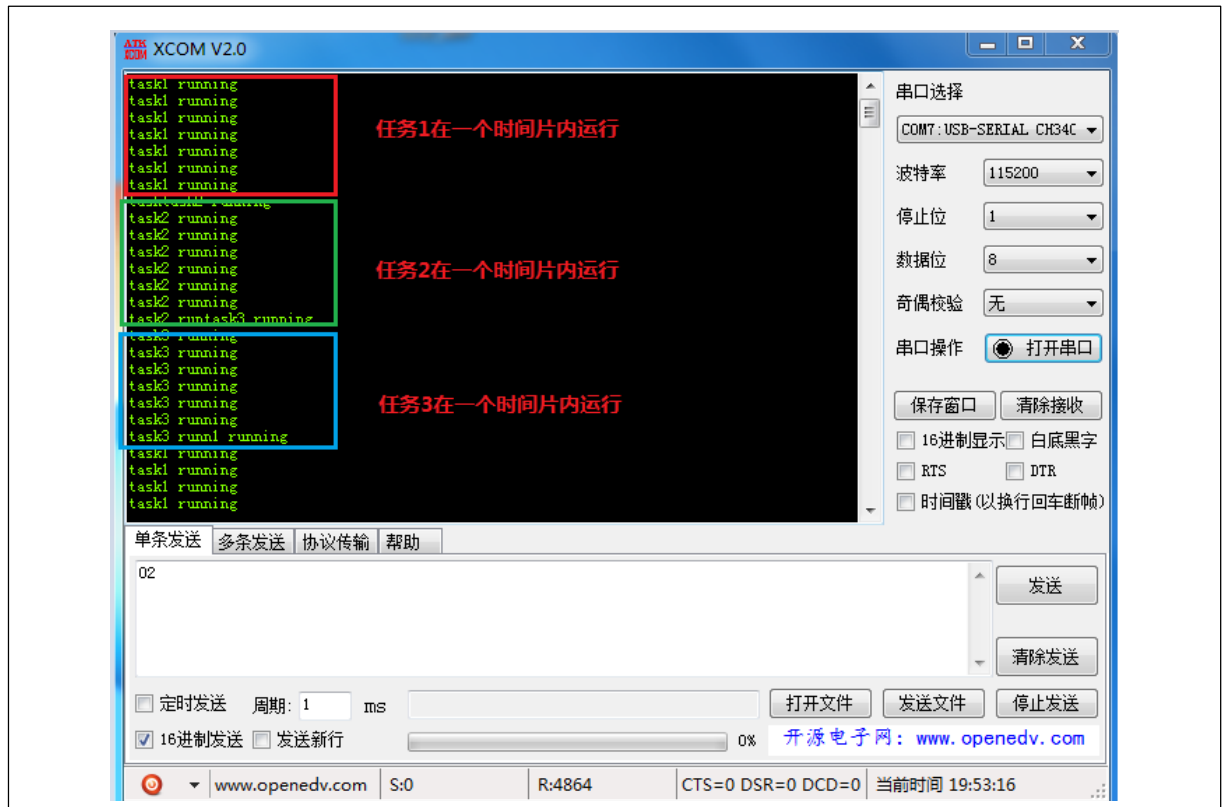 ATK XCOM
XCOM V2.0
task1 running
task1 running
task1 running
task1 running
task1 running
task1 running
task1 running
task2 running
task2 running
task2 running
task2 running
task2 running
task2 running
task2 runtask3 running
task3 running
task3 running
task3 running
task3 running
task3 running
task3 running
task3 runn1 running
task1 running
task1 running
task1 running
task1 running
任务1在一个时间片内运行
任务2在一个时间片内运行
任务3在一个时间片内运行
串口选择
COM7:USB-SERIAL CH34C
波特率 115200
停止位 1
数据位 8
奇偶校验 无
串口操作 打开串口
保存窗口 清除接收
16进制显示 白底黑字
RTS DTR
时间戳(以换行回车断帧)
单条发送 多条发送 协议传输 帮助
02
发送
清除发送
定时发送 周期: 1 ms 打开文件 发送文件 停止发送
16进制发送 发送新行 0% 开源电子网: www.openedv.com
www.openedv.com S:0 R:4864 CTS=0 DSR=0 DCD=0 当前时间 19:53:16